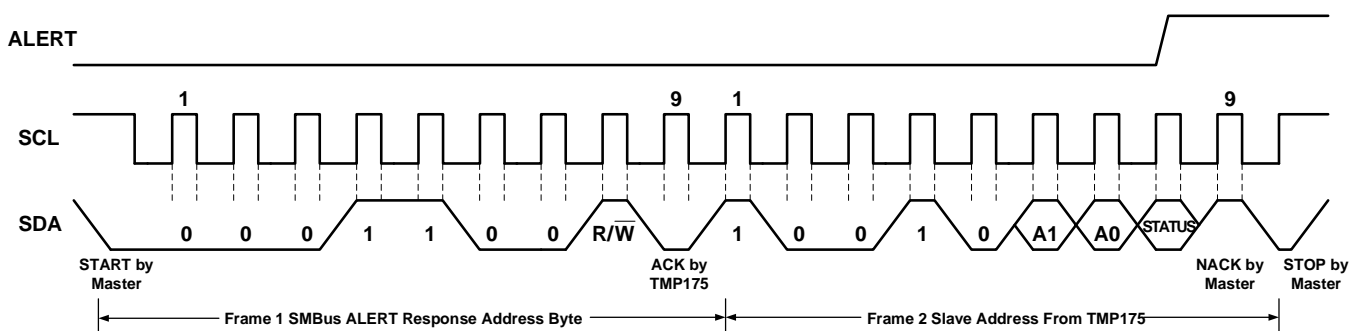 ALERT
1 9 1 9
SCL
SDA
0 0 0 1 1 0 0 R/W̅ 1 0 0 1 0 A1 A0 STATUS
START by Master
ACK by TMP175
NACK by Master
STOP by Master
Frame 1 SMBus ALERT Response Address Byte
Frame 2 Slave Address From TMP175